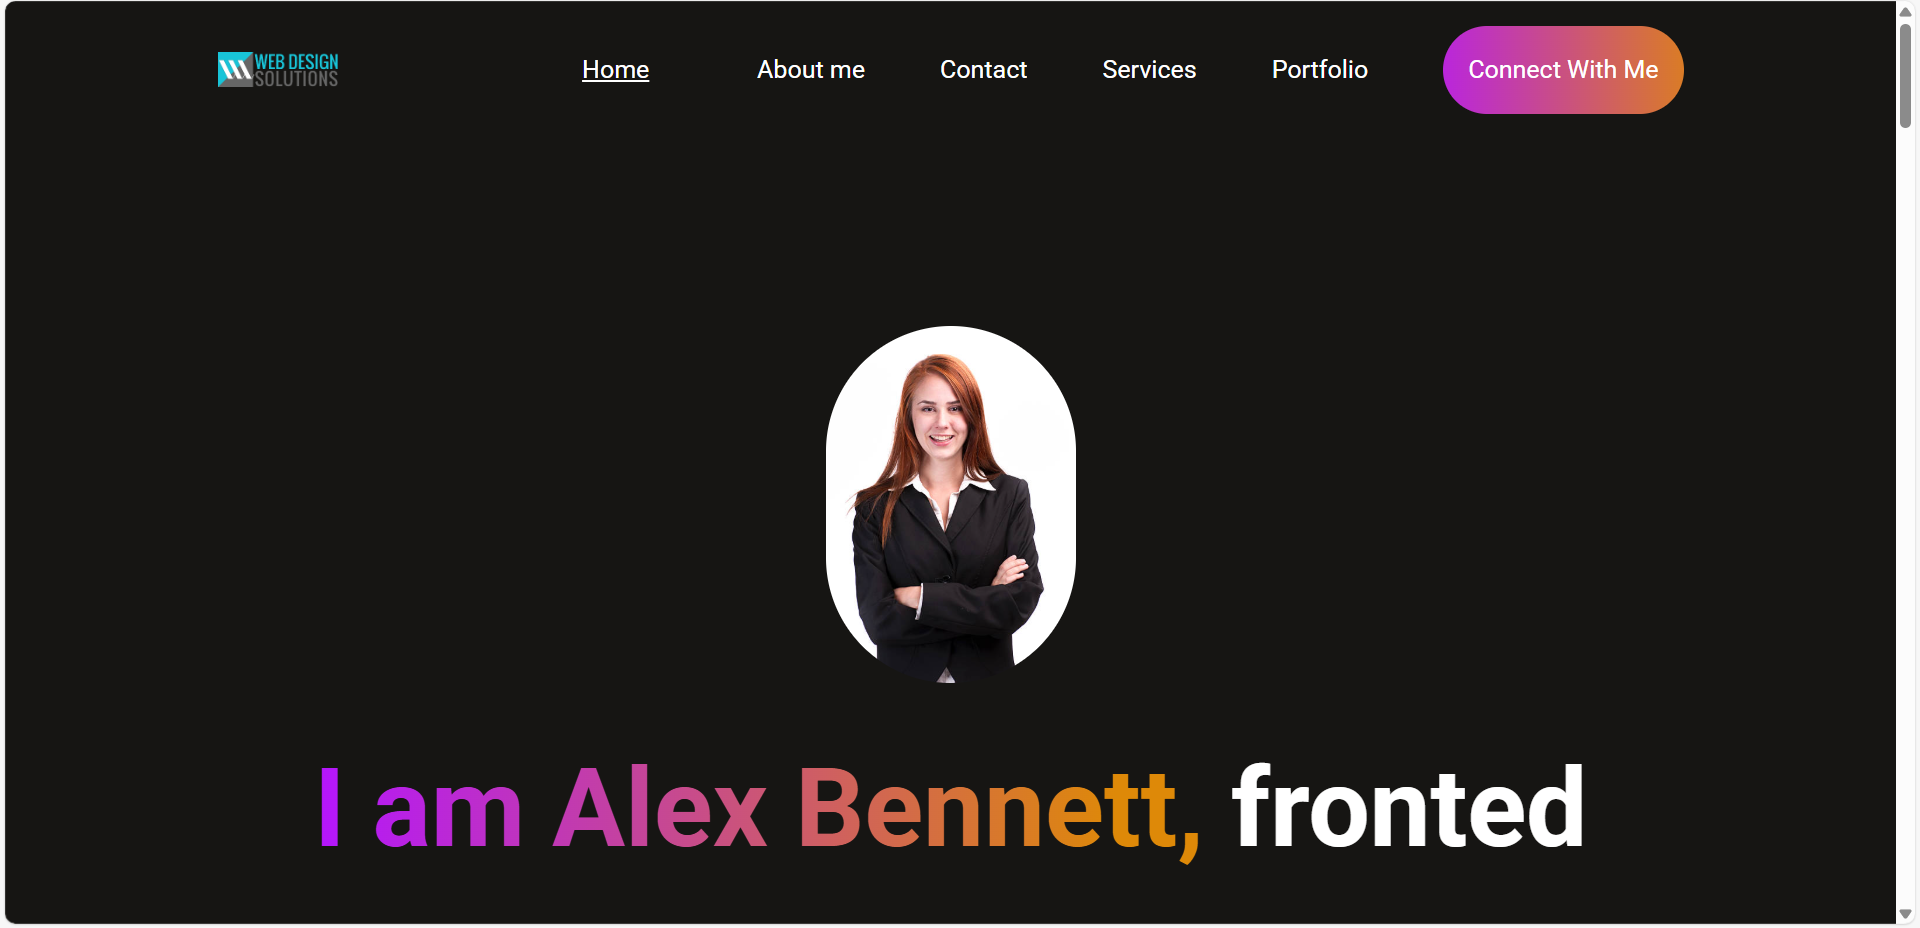 WEB DESIGN
SOLUTIONS
Home About me Contact Services Portfolio Connect With Me
I am Alex Bennett, fronted